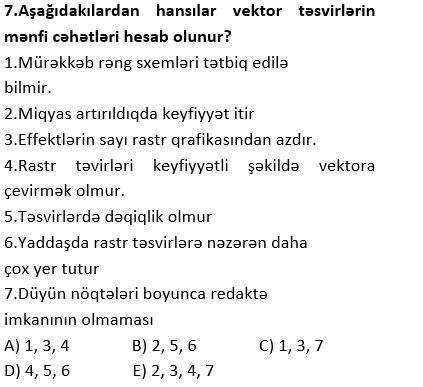 7.Aşağıdakılardan hansılar vektor təsvirlərin
mənfi cəhətləri hesab olunur?
1.Mürəkkəb rəng sxemləri tətbiq edilə
bilmir.
2.Miqyas artırıldıqda keyfiyyət itir
3.Effektlərin sayı rastr qrafikasından azdır.
4.Rastr təvirləri keyfiyyətli şəkildə vektora
çevirmək olmur.
5.Təsvirlərdə dəqiqlik olmur
6.Yaddaşda rastr təsvirlərə nəzərən daha
çox yer tutur
7.Düyün nöqtələri boyunca redaktə
imkanının olmaması
A) 1, 3, 4 B) 2, 5, 6 C) 1, 3, 7
D) 4, 5, 6 E) 2, 3, 4, 7